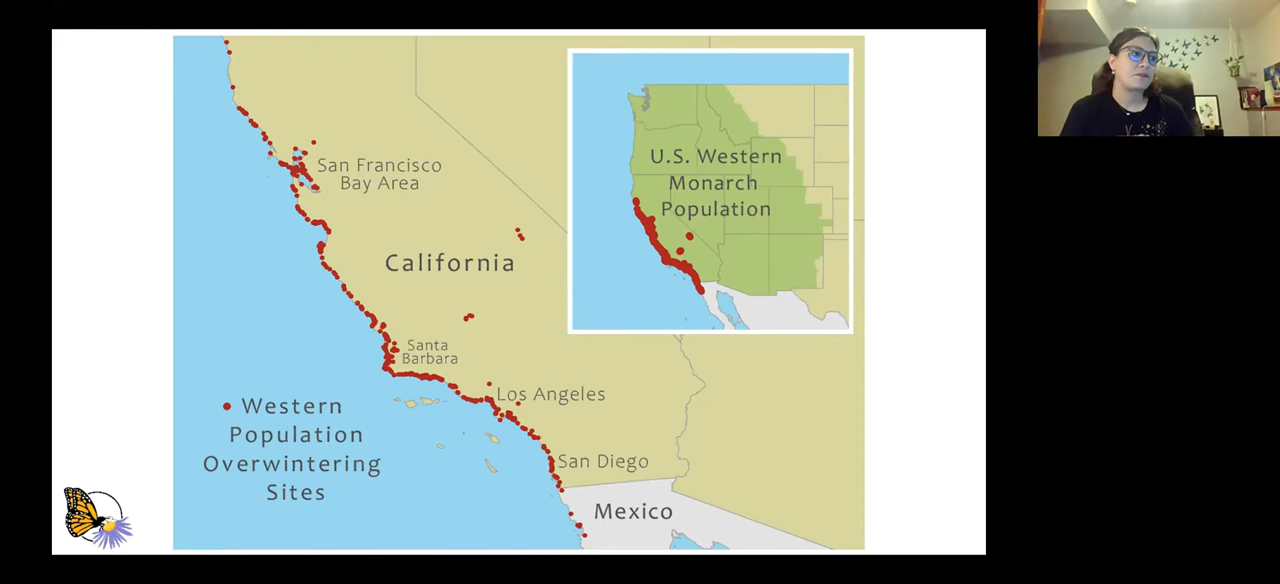 San Francisco
Bay Area
California
Santa
Barbara
Los Angeles
San Diego
Mexico
Western
Population
Overwintering
Sites
U.S. Western
Monarch
Population